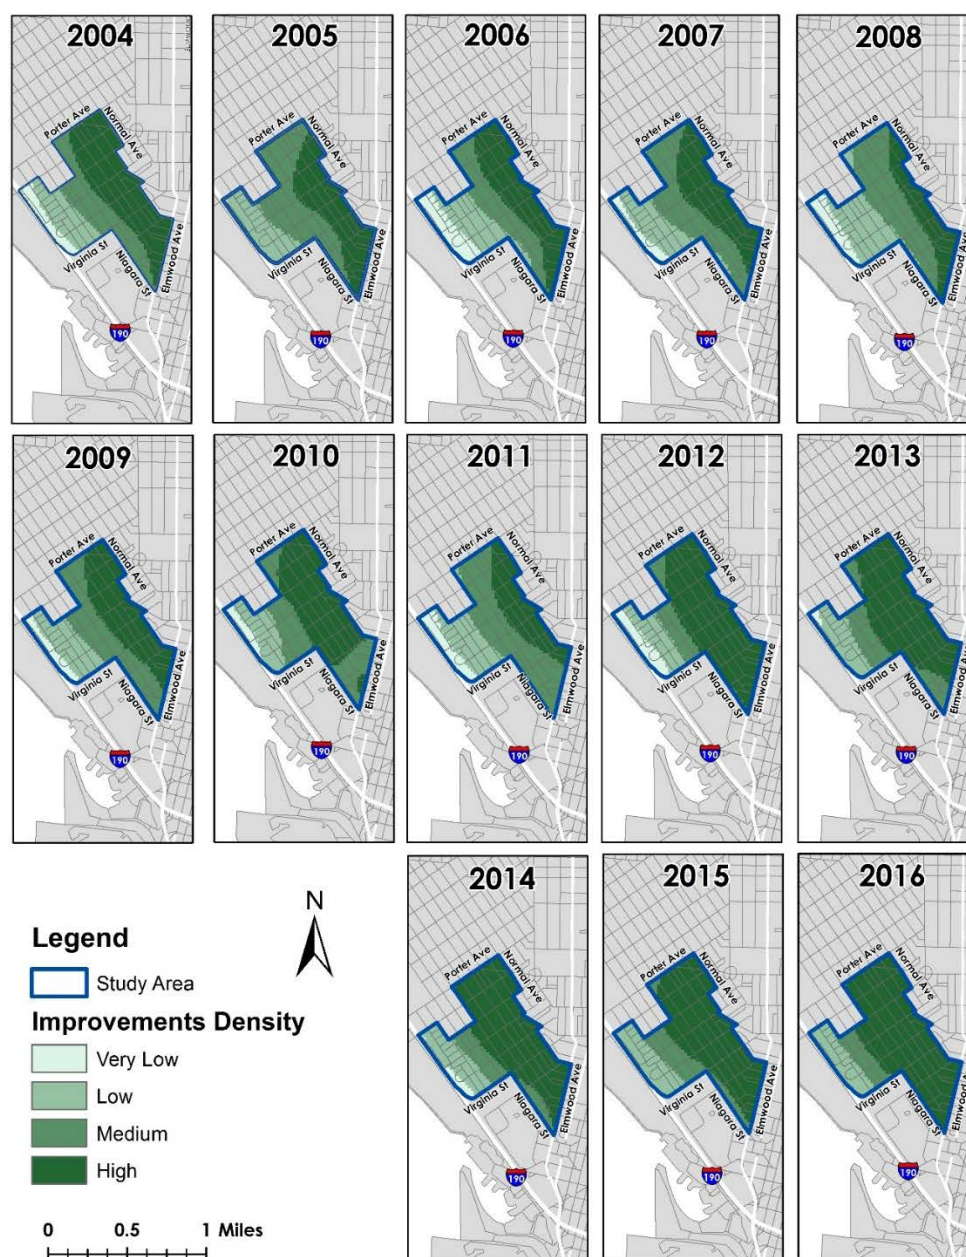 2004
Porter Ave
Normal Ave
Virginia St
Niagara St
Elmwood Ave
190
2005
Porter Ave
Normal Ave
Virginia St
Niagara St
Elmwood Ave
190
2006
Porter Ave
Normal Ave
Virginia St
Niagara St
Elmwood Ave
190
2007
Porter Ave
Normal Ave
Virginia St
Niagara St
Elmwood Ave
190
2008
Porter Ave
Normal Ave
Virginia St
Niagara St
Elmwood Ave
190
2009
Porter Ave
Normal Ave
Virginia St
Niagara St
Elmwood Ave
190
2010
Porter Ave
Normal Ave
Virginia St
Niagara St
Elmwood Ave
190
2011
Porter Ave
Normal Ave
Virginia St
Niagara St
Elmwood Ave
190
2012
Porter Ave
Normal Ave
Virginia St
Niagara St
Elmwood Ave
190
2013
Porter Ave
Normal Ave
Virginia St
Niagara St
Elmwood Ave
190
2014
Porter Ave
Normal Ave
Virginia St
Niagara St
Elmwood Ave
190
2015
Porter Ave
Normal Ave
Virginia St
Niagara St
Elmwood Ave
190
2016
Porter Ave
Normal Ave
Virginia St
Niagara St
Elmwood Ave
190
N
Legend
Study Area
Improvements Density
Very Low
Low
Medium
High
0 0.5 1 Miles